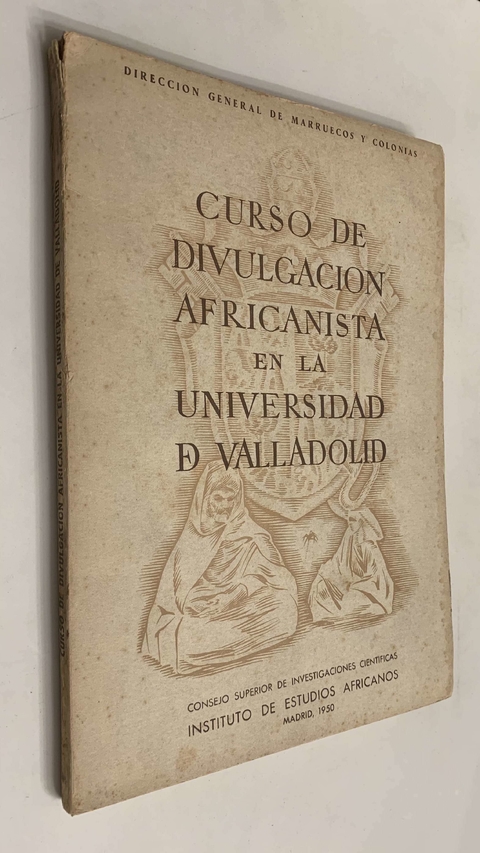 DIRECCION GENERAL DE MARRUECOS Y COLONIAS
CURSO DE
DIVULGACION
AFRICANISTA
EN LA
UNIVERSIDAD
DE VALLADOLID
CONSEJO SUPERIOR DE INVESTIGACIONES CIENTIFICAS
INSTITUTO DE ESTUDIOS AFRICANOS
MADRID, 1950
CURSO DE DIVULGACION AFRICANISTA EN LA UNIVERSIDAD DE VALLADOLID